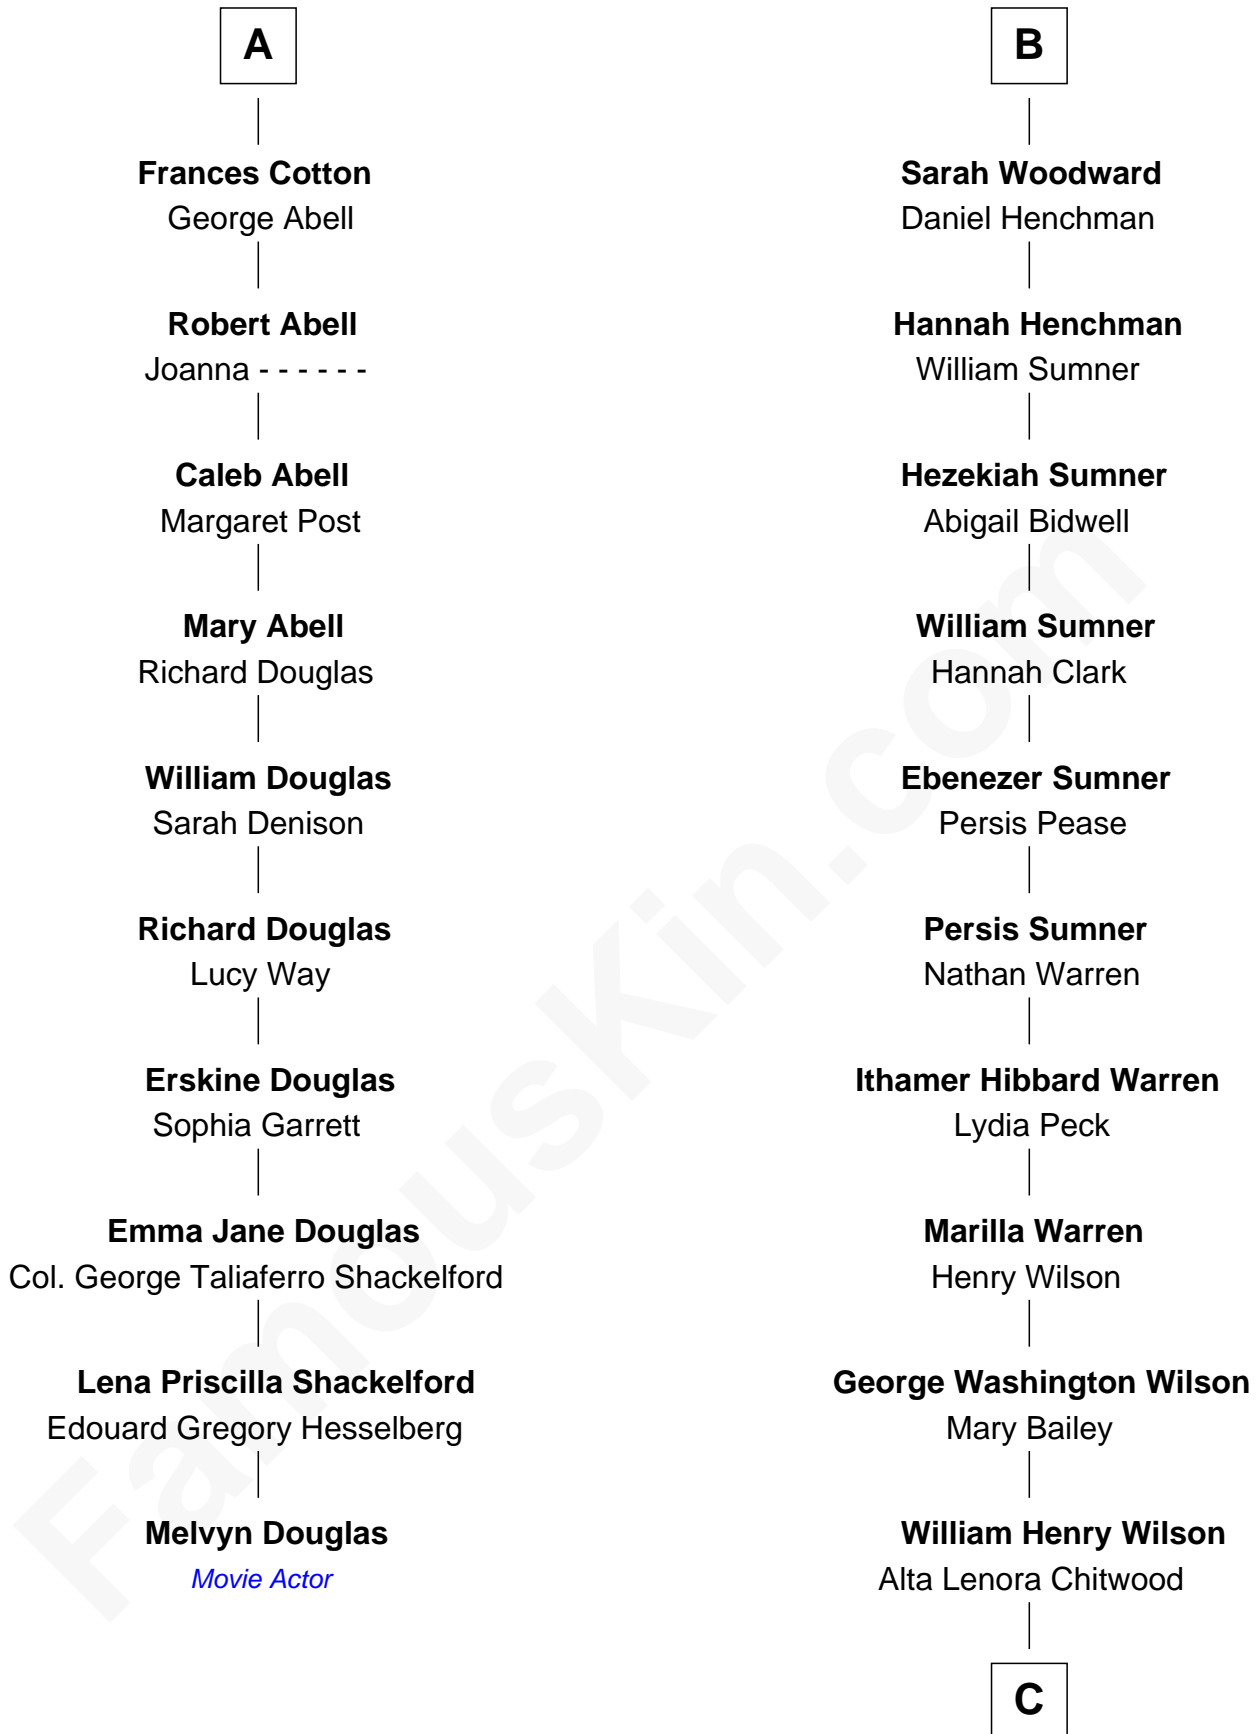 A
Frances Cotton
George Abell
Robert Abell
Joanna - - - - - -
Caleb Abell
Margaret Post
Mary Abell
Richard Douglas
William Douglas
Sarah Denison
Richard Douglas
Lucy Way
Erskine Douglas
Sophia Garrett
Emma Jane Douglas
Col. George Taliaferro Shackelford
Lena Priscilla Shackelford
Edouard Gregory Hesselberg
Melvyn Douglas
Movie Actor
B
Sarah Woodward
Daniel Henchman
Hannah Henchman
William Sumner
Hezekiah Sumner
Abigail Bidwell
William Sumner
Hannah Clark
Ebenezer Sumner
Persis Pease
Persis Sumner
Nathan Warren
Ithamer Hibbard Warren
Lydia Peck
Marilla Warren
Henry Wilson
George Washington Wilson
Mary Bailey
William Henry Wilson
Alta Lenora Chitwood
C
FamousKin.com